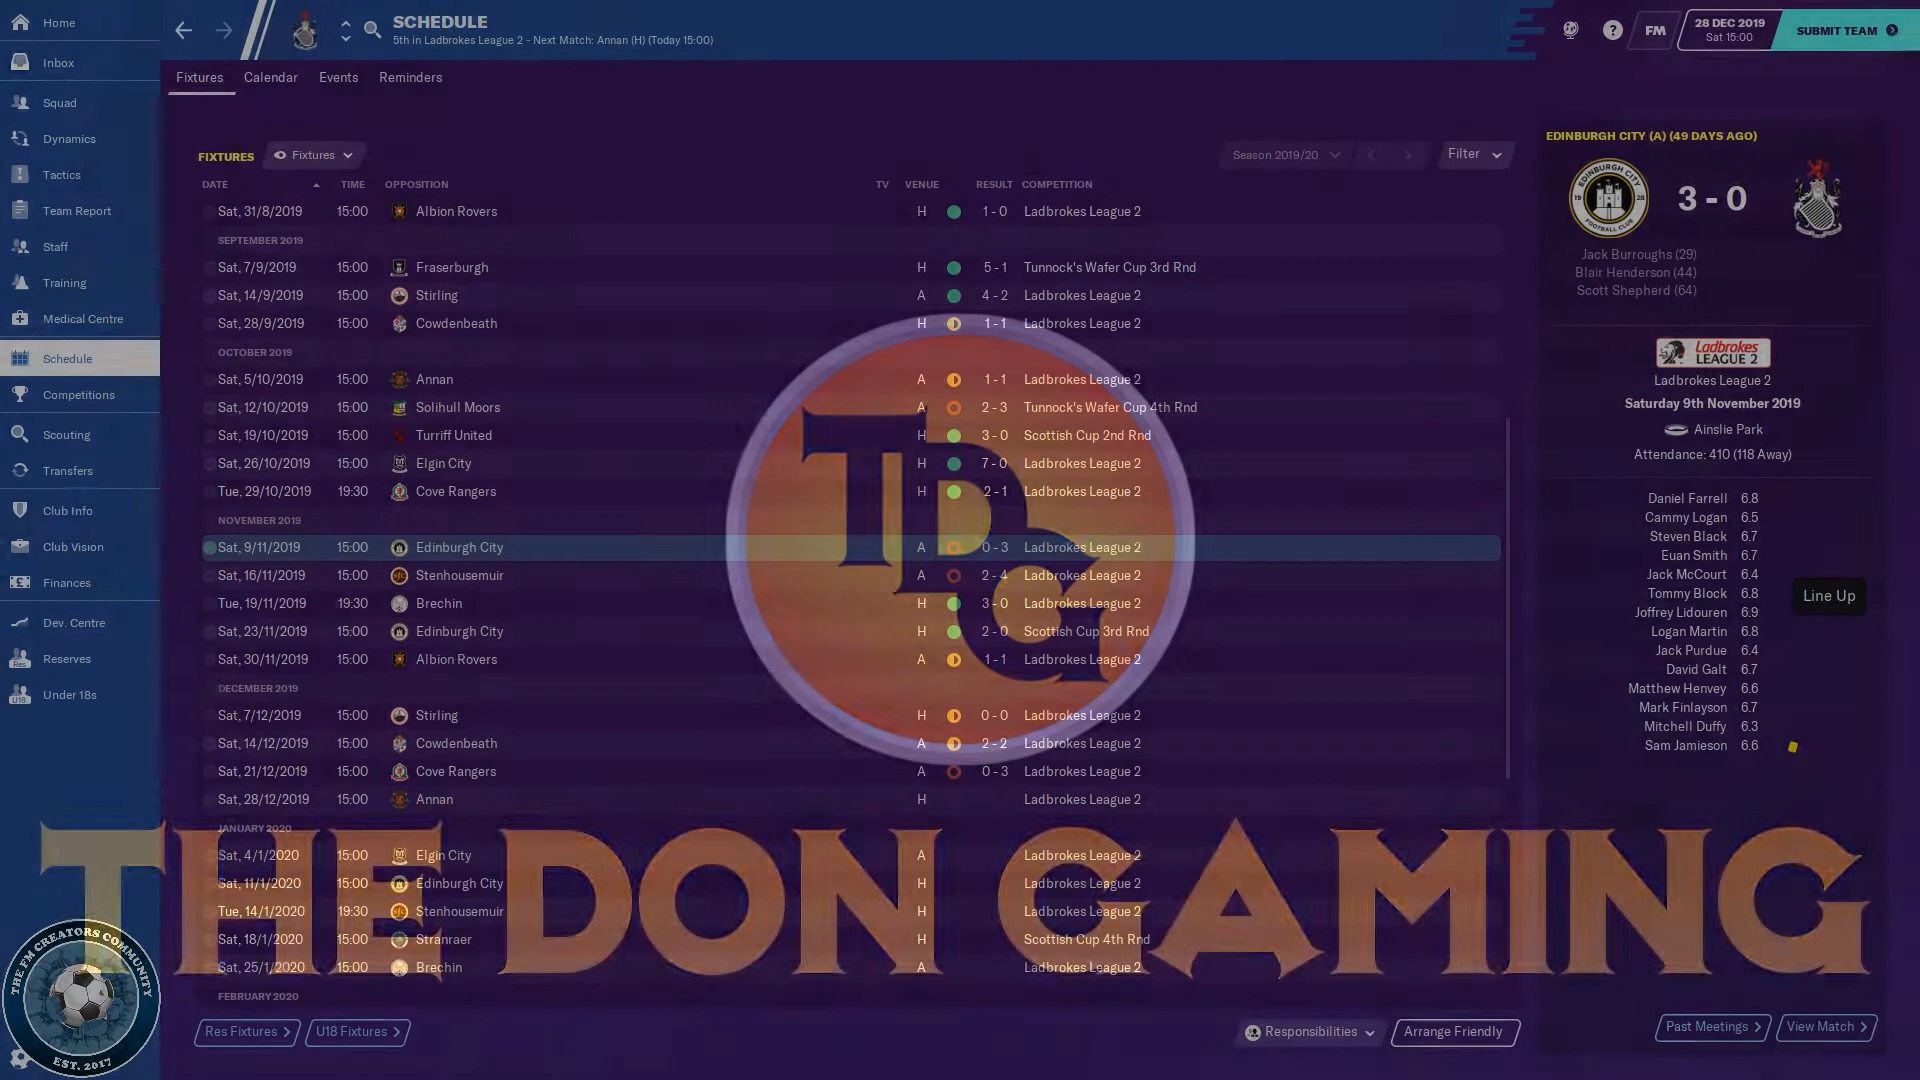 Home
Inbox
Squad
Dynamics
Tactics
Team Report
Staff
Training
Medical Centre
Schedule
Competitions
Scouting
Transfers
Club Info
Club Vision
Finances
Dev. Centre
Res
Reserves
U18
Under 18s
SCHEDULE
5th in Ladbrokes League 2 - Next Match: Annan (H) (Today 15:00)
? FM
28 DEC 2019
Sat 15:00
SUBMIT TEAM
Fixtures Calendar Events Reminders
FIXTURES Fixtures Season 2019/20 Filter
DATE TIME OPPOSITION TV VENUE RESULT COMPETITION
Sat, 31/8/2019 15:00 Albion Rovers H 1 - 0 Ladbrokes League 2
SEPTEMBER 2019
Sat, 7/9/2019 15:00 Fraserburgh H 5 - 1 Tunnock's Wafer Cup 3rd Rnd
Sat, 14/9/2019 15:00 Stirling A 4 - 2 Ladbrokes League 2
Sat, 28/9/2019 15:00 Cowdenbeath H 1 - 1 Ladbrokes League 2
OCTOBER 2019
Sat, 5/10/2019 15:00 Annan A 1 - 1 Ladbrokes League 2
Sat, 12/10/2019 15:00 Solihull Moors A 2 - 3 Tunnock's Wafer Cup 4th Rnd
Sat, 19/10/2019 15:00 Turriff United H 3 - 0 Scottish Cup 2nd Rnd
Sat, 26/10/2019 15:00 Elgin City H 7 - 0 Ladbrokes League 2
Tue, 29/10/2019 19:30 Cove Rangers H 2 - 1 Ladbrokes League 2
NOVEMBER 2019
Sat, 9/11/2019 15:00 Edinburgh City A 0 - 3 Ladbrokes League 2
Sat, 16/11/2019 15:00 Stenhousemuir A 2 - 4 Ladbrokes League 2
Tue, 19/11/2019 19:30 Brechin H 3 - 0 Ladbrokes League 2
Sat, 23/11/2019 15:00 Edinburgh City H 2 - 0 Scottish Cup 3rd Rnd
Sat, 30/11/2019 15:00 Albion Rovers A 1 - 1 Ladbrokes League 2
DECEMBER 2019
Sat, 7/12/2019 15:00 Stirling H 0 - 0 Ladbrokes League 2
Sat, 14/12/2019 15:00 Cowdenbeath A 2 - 2 Ladbrokes League 2
Sat, 21/12/2019 15:00 Cove Rangers A 0 - 3 Ladbrokes League 2
Sat, 28/12/2019 15:00 Annan H Ladbrokes League 2
JANUARY 2020
Sat, 4/1/2020 15:00 Elgin City A Ladbrokes League 2
Sat, 11/1/2020 15:00 Edinburgh City H Ladbrokes League 2
Tue, 14/1/2020 19:30 Stenhousemuir H Ladbrokes League 2
Sat, 18/1/2020 15:00 Stranraer H Scottish Cup 4th Rnd
Sat, 25/1/2020 15:00 Brechin A Ladbrokes League 2
FEBRUARY 2020
Res Fixtures U18 Fixtures Responsibilities Arrange Friendly
EDINBURGH CITY (A) (49 DAYS AGO)
EDINBURGH CITY
19 28
FOOTBALL CLUB
3 - 0
Jack Burroughs (29)
Blair Henderson (44)
Scott Shepherd (64)
Ladbrokes
LEAGUE 2
Ladbrokes League 2
Saturday 9th November 2019
Ainslie Park
Attendance: 410 (118 Away)
Daniel Farrell 6.8
Cammy Logan 6.5
Steven Black 6.7
Euan Smith 6.7
Jack McCourt 6.4
Tommy Block 6.8
Joffrey Lidouren 6.9
Logan Martin 6.8
Jack Purdue 6.4
David Galt 6.7
Matthew Henvey 6.6
Mark Finlayson 6.7
Mitchell Duffy 6.3
Sam Jamieson 6.6
Line Up
Past Meetings View Match
TDG
THE DON GAMING
THE FM CREATORS COMMUNITY
EST. 2017